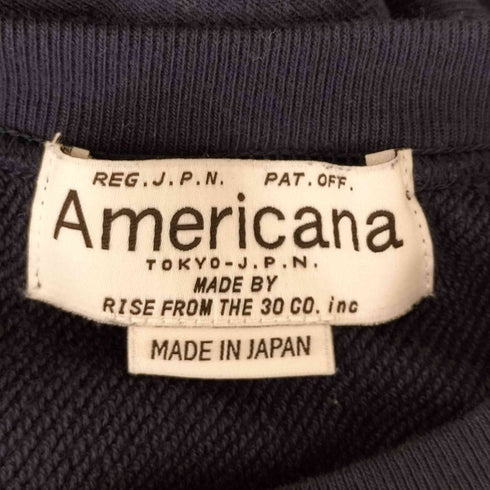 REG. J.P.N. PAT. OFF.
Americana
TOKYO-J.P.N.
MADE BY
RISE FROM THE 30 CO. inc
MADE IN JAPAN